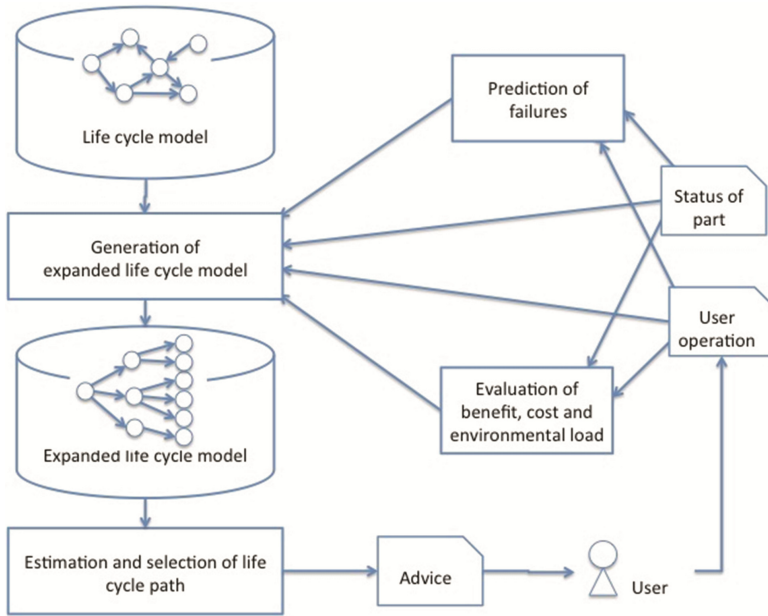 Life cycle model
Prediction of
failures
Status of
part
Generation of
expanded life cycle model
User
operation
Evaluation of
benefit, cost and
environmental load
Expanded life cycle model
Estimation and selection of life
cycle path
Advice
User